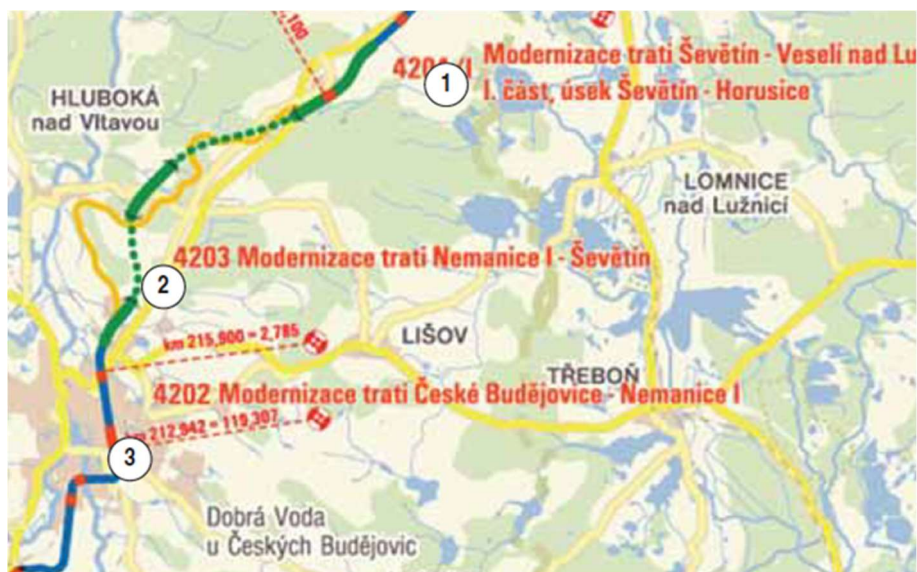 100
4204/I Modernizace trati Ševětín - Veselí nad Lu
1
I. část, úsek Ševětín - Horusice
HLUBOKÁ
nad Vltavou
LOMNICE
nad Lužnicí
4203 Modernizace trati Nemanice I - Ševětín
2
km 215,800 = 2,785
LIŠOV
TŘEBOŇ
4202 Modernizace trati České Budějovice - Nemanice I
km 212,842 = 119,307
3
Dobrá Voda
u Českých Budějovic